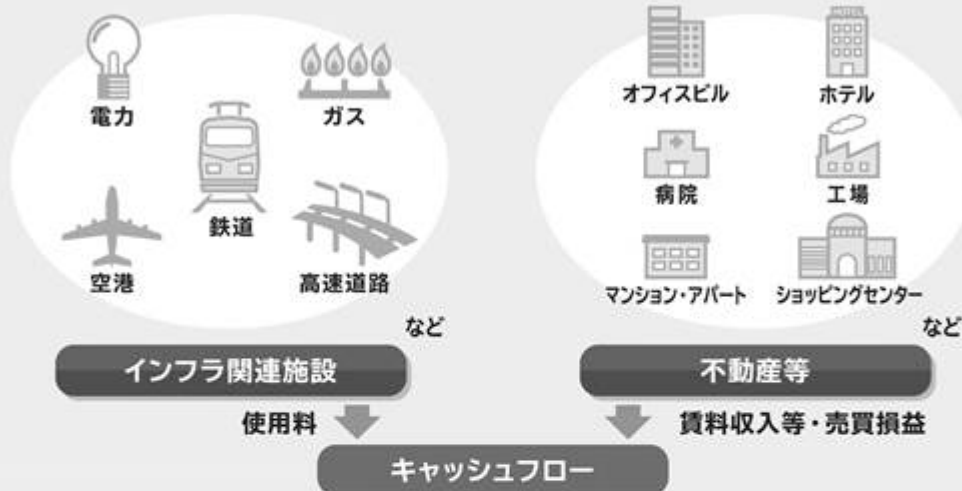 電力
ガス
鉄道
空港
高速道路
など
インフラ関連施設
使用料
オフィスビル
ホテル
病院
工場
マンション・アパート
ショッピングセンター
など
不動産等
賃料収入等・売買損益
キャッシュフロー